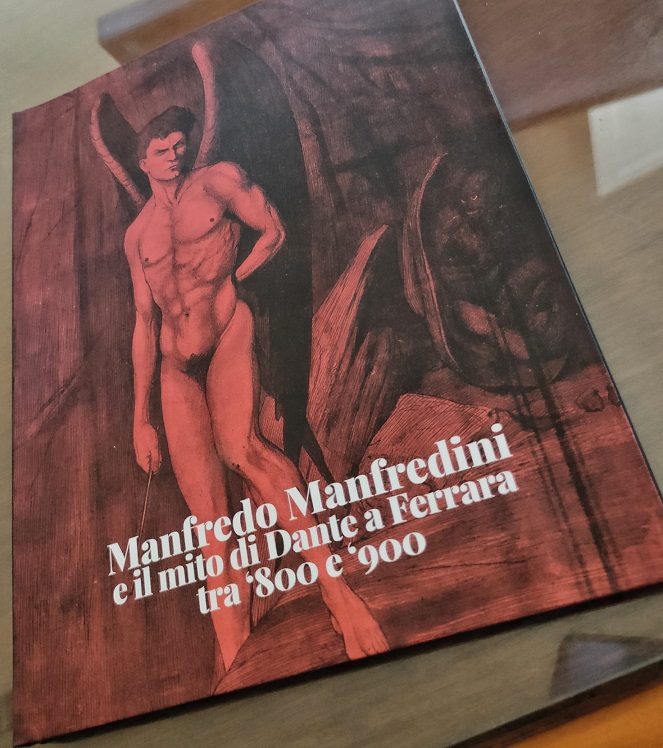 Manfredo Manfredini
e il mito di Dante a Ferrara
tra ‘800 e ‘900